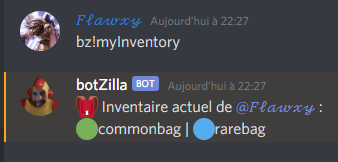 𝓕𝓵𝓪𝔀𝔁𝔂 Aujourd'hui à 22:27
bz!myInventory
botZilla BOT Aujourd'hui à 22:27
Inventaire actuel de @𝓕𝓵𝓪𝔀𝔁𝔂 :
commonbag | rarebag